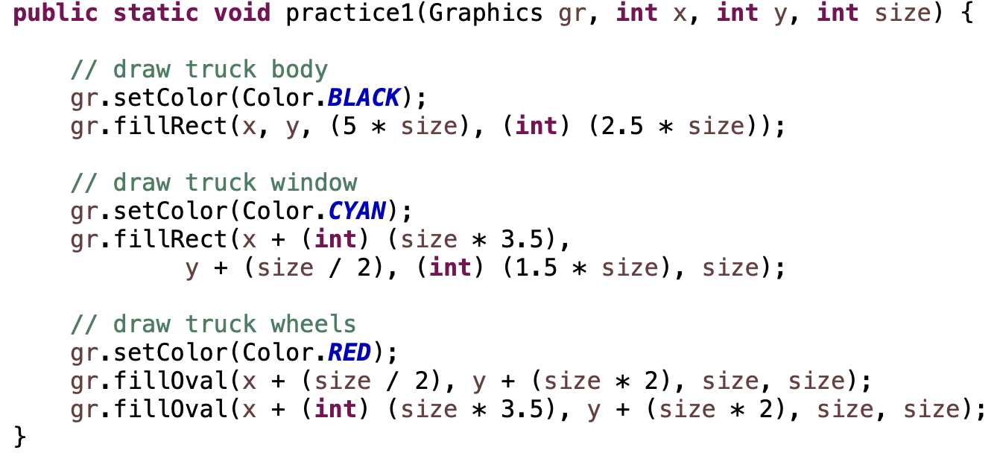 public static void practice1(Graphics gr, int x, int y, int size) {
// draw truck body
gr.setColor(Color.BLACK);
gr.fillRect(x, y, (5 * size), (int) (2.5 * size));
// draw truck window
gr.setColor(Color.CYAN);
gr.fillRect(x + (int) (size * 3.5),
y + (size / 2), (int) (1.5 * size), size);
// draw truck wheels
gr.setColor(Color.RED);
gr.fillOval(x + (size / 2), y + (size * 2), size, size);
gr.fillOval(x + (int) (size * 3.5), y + (size * 2), size, size);
}